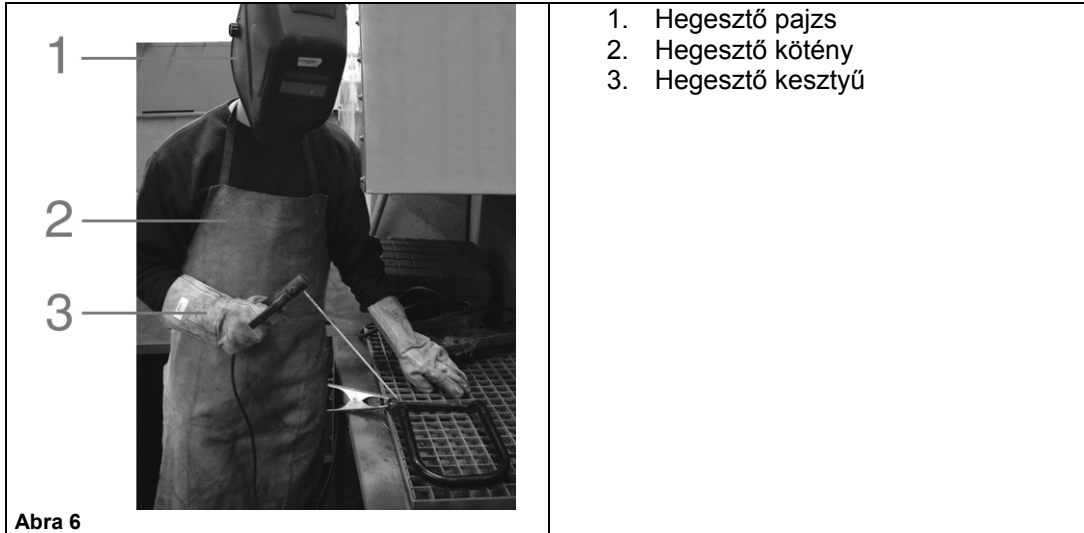 1
2
3
Abra 6
1. Hegesztő pajzs
2. Hegesztő kötény
3. Hegesztő kesztyű